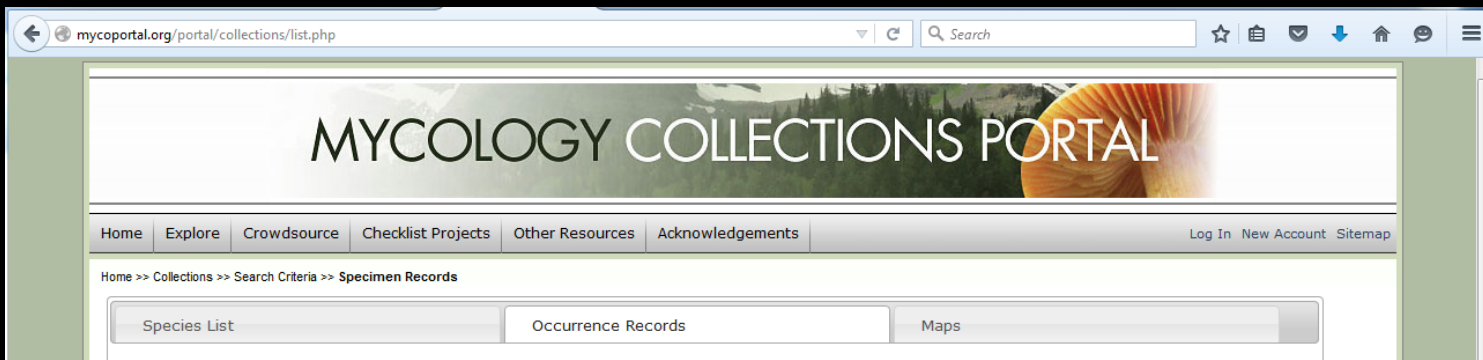 mycoportal.org/portal/collections/list.php Search
MYCOLOGY COLLECTIONS PORTAL
Home Explore Crowdsource Checklist Projects Other Resources Acknowledgements Log In New Account Sitemap
Home >> Collections >> Search Criteria >> Specimen Records
Species List Occurrence Records Maps